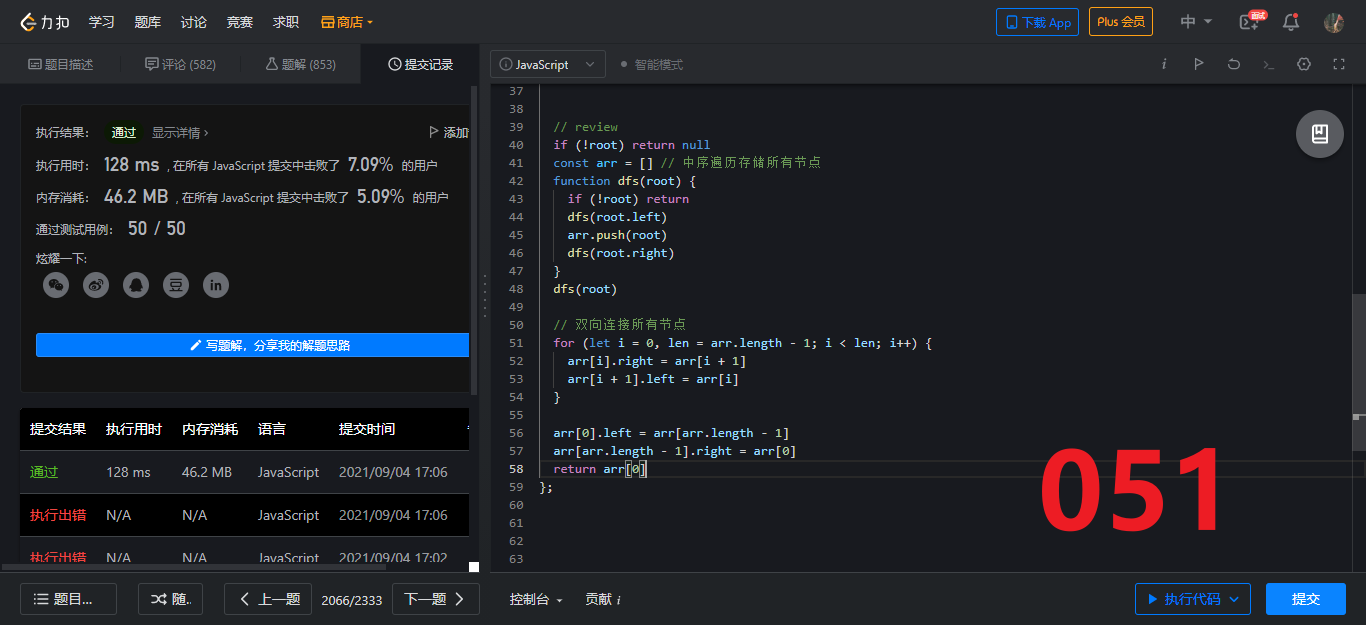 力扣 学习 题库 讨论 竞赛 求职 商店 下载 App Plus 会员 中 面试
题目描述 评论 (582) 题解 (853) 提交记录
JavaScript 智能模式 i
执行结果： 通过 显示详情 › 添加
执行用时： 128 ms , 在所有 JavaScript 提交中击败了 7.09% 的用户
内存消耗： 46.2 MB , 在所有 JavaScript 提交中击败了 5.09% 的用户
通过测试用例： 50 / 50
炫耀一下:
豆 in
写题解，分享我的解题思路
提交结果 执行用时 内存消耗 语言 提交时间
通过 128 ms 46.2 MB JavaScript 2021/09/04 17:06
执行出错 N/A N/A JavaScript 2021/09/04 17:06
执行出错 N/A N/A JavaScript 2021/09/04 17:02
37
38
39 // review
40 if (!root) return null
41 const arr = [] // 中序遍历存储所有节点
42 function dfs(root) {
43 if (!root) return
44 dfs(root.left)
45 arr.push(root)
46 dfs(root.right)
47 }
48 dfs(root)
49
50 // 双向连接所有节点
51 for (let i = 0, len = arr.length - 1; i < len; i++) {
52 arr[i].right = arr[i + 1]
53 arr[i + 1].left = arr[i]
54 }
55
56 arr[0].left = arr[arr.length - 1]
57 arr[arr.length - 1].right = arr[0]
58 return arr[0]
59 };
60
61
62
63
051
题目... 随. 上一题 2066/2333 下一题 控制台 贡献 i 执行代码 提交